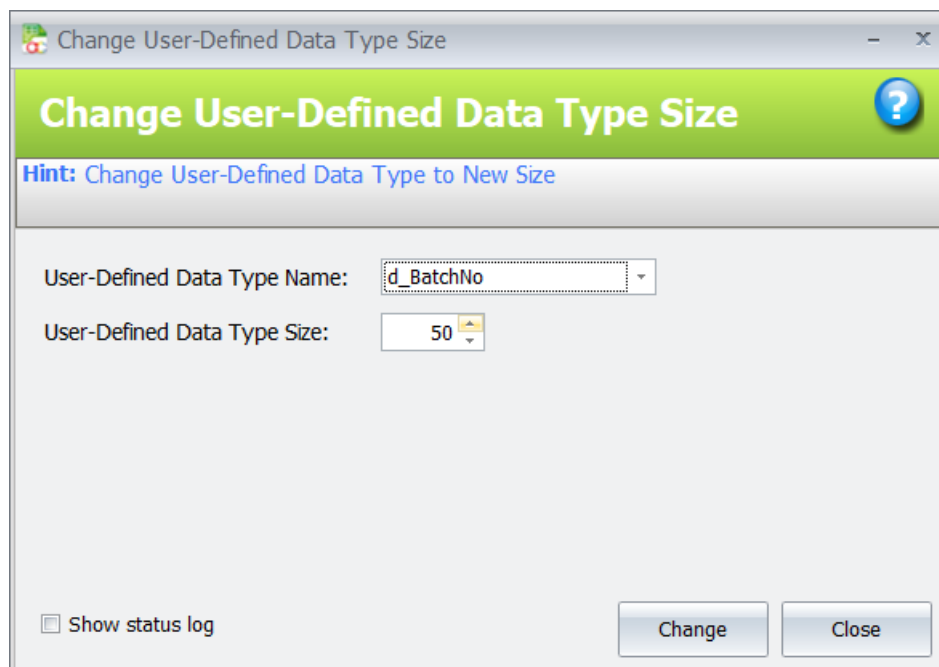 Change User-Defined Data Type Size
Change User-Defined Data Type Size
Hint: Change User-Defined Data Type to New Size
User-Defined Data Type Name: d_BatchNo
User-Defined Data Type Size: 50
Show status log Change Close